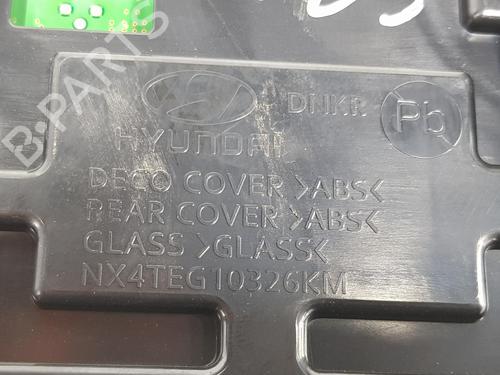 DNKR
Pb
HYUNDAI
DECO COVER >ABS<
REAR COVER >ABS<
GLASS >GLASS<
NX4TEG10326KM
B-PARTS